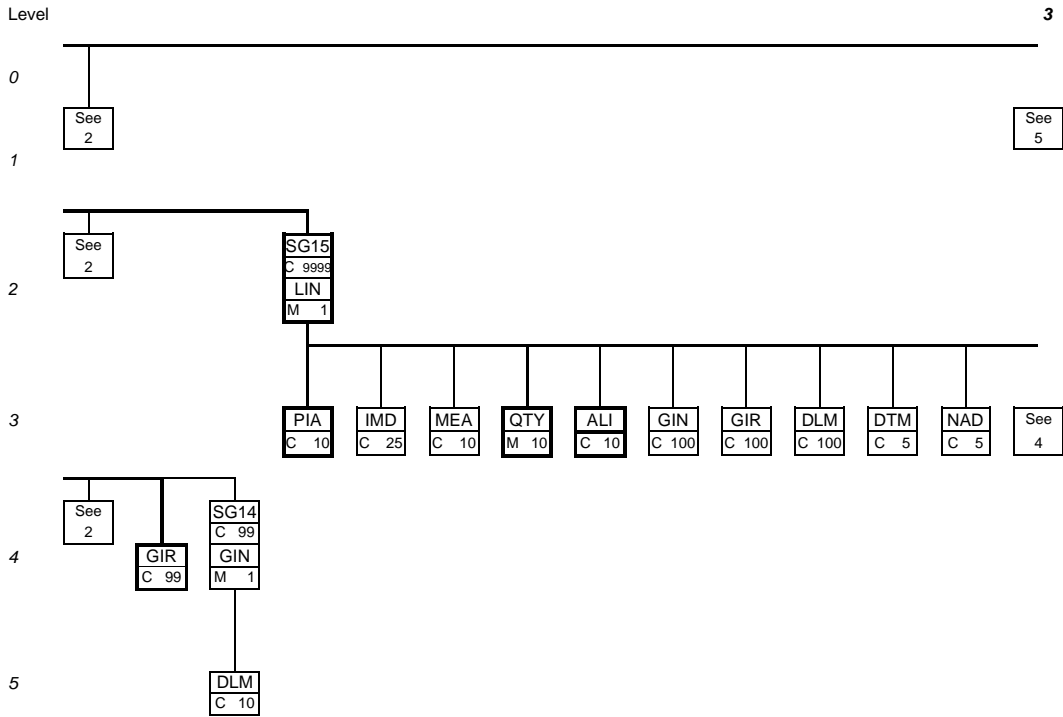 Level 3
0
See See
2 5
1
See SG15
2 C 9999
2 LIN
M 1
3 PIA IMD MEA QTY ALI GIN GIR DLM DTM NAD See
C 10 C 25 C 10 M 10 C 10 C 100 C 100 C 100 C 5 C 5 4
See SG14
2 C 99
4 GIR GIN
C 99 M 1
5 DLM
C 10